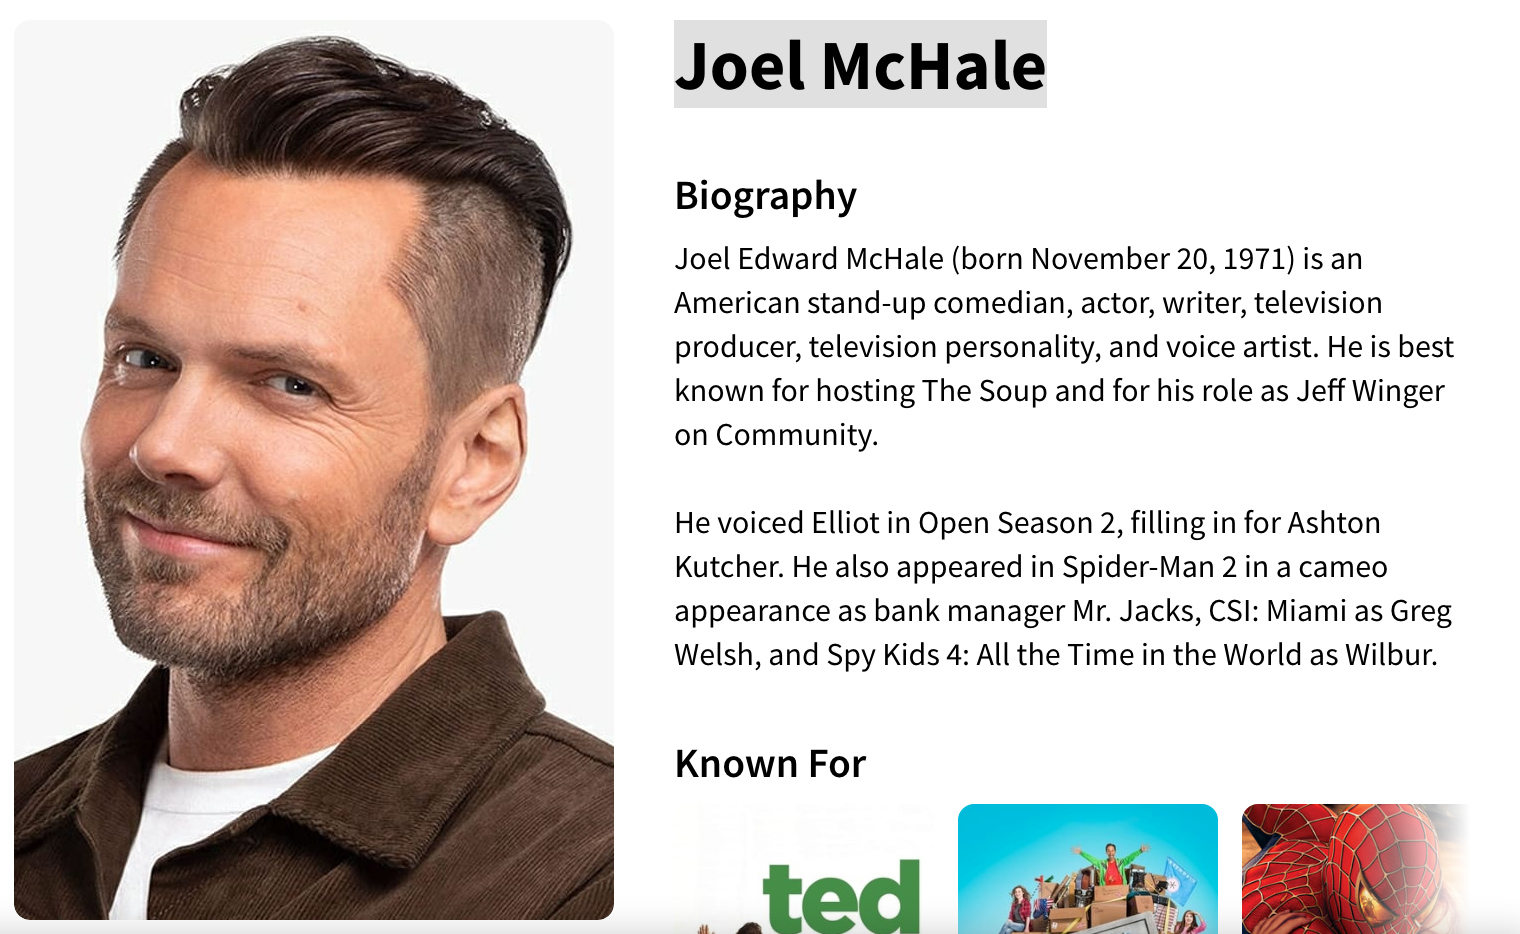 Joel McHale
Biography
Joel Edward McHale (born November 20, 1971) is an
American stand-up comedian, actor, writer, television
producer, television personality, and voice artist. He is best
known for hosting The Soup and for his role as Jeff Winger
on Community.
He voiced Elliot in Open Season 2, filling in for Ashton
Kutcher. He also appeared in Spider-Man 2 in a cameo
appearance as bank manager Mr. Jacks, CSI: Miami as Greg
Welsh, and Spy Kids 4: All the Time in the World as Wilbur.
Known For
ted